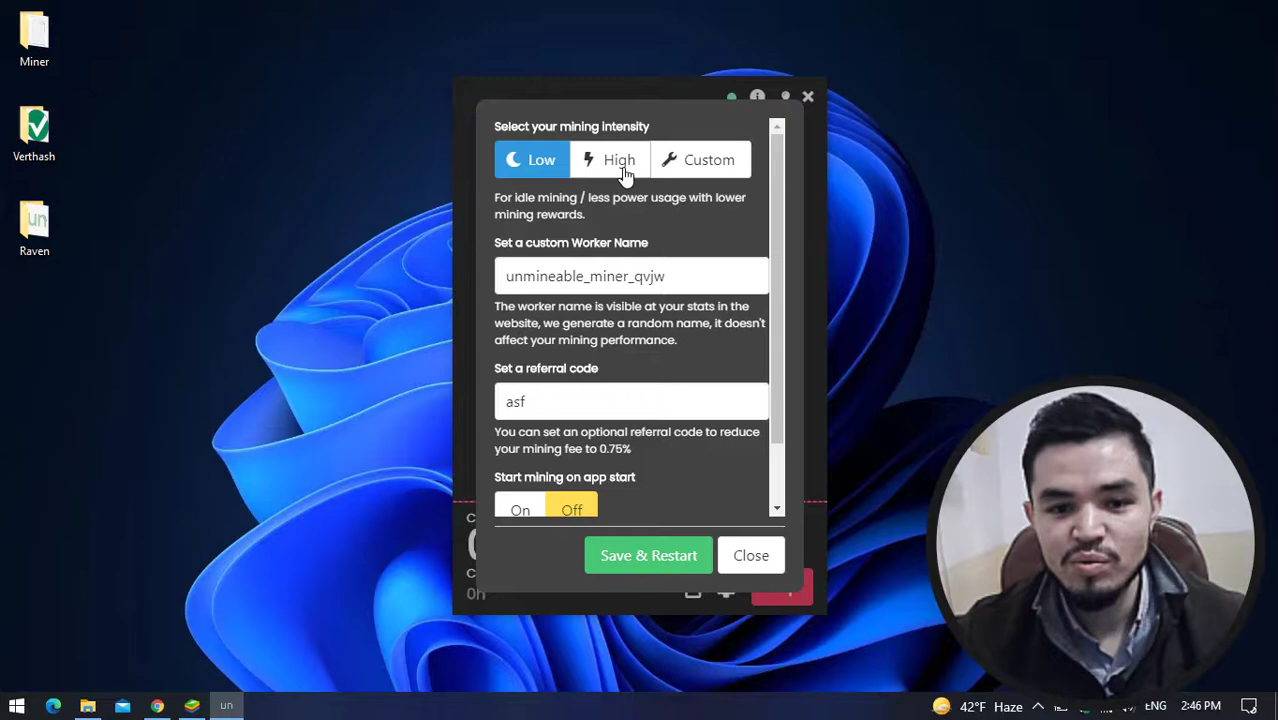 Miner
Verthash
Raven
Select your mining intensity
Low
High
Custom
For idle mining / less power usage with lower
mining rewards.
Set a custom Worker Name
unmineable_miner_qvjw
The worker name is visible at your stats in the
website, we generate a random name, it doesn't
affect your mining performance.
Set a referral code
asf
You can set an optional referral code to reduce
your mining fee to 0.75%
Start mining on app start
On
Off
Save & Restart
Close
0h
un
42°F Haze
ENG
2:46 PM